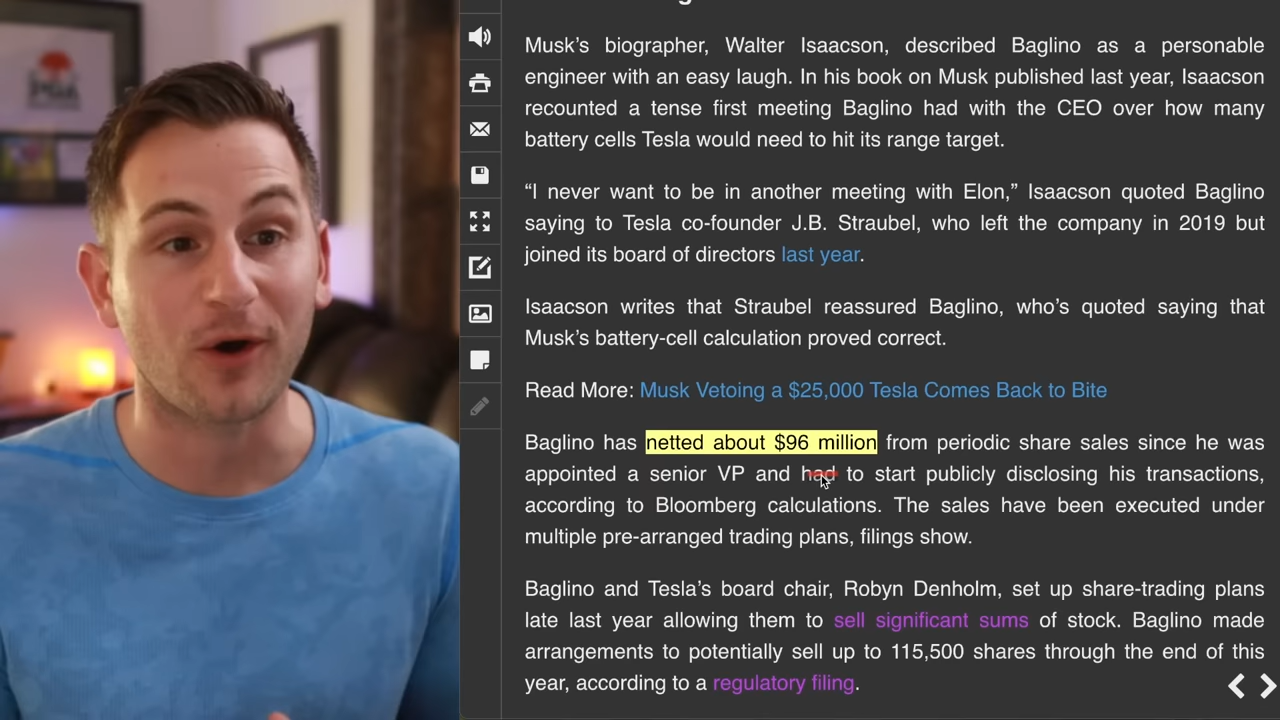 Musk's biographer, Walter Isaacson, described Baglino as a personable
engineer with an easy laugh. In his book on Musk published last year, Isaacson
recounted a tense first meeting Baglino had with the CEO over how many
battery cells Tesla would need to hit its range target.
“I never want to be in another meeting with Elon,” Isaacson quoted Baglino
saying to Tesla co-founder J.B. Straubel, who left the company in 2019 but
joined its board of directors last year.
Isaacson writes that Straubel reassured Baglino, who’s quoted saying that
Musk’s battery-cell calculation proved correct.
Read More: Musk Vetoing a $25,000 Tesla Comes Back to Bite
Baglino has netted about $96 million from periodic share sales since he was
appointed a senior VP and had to start publicly disclosing his transactions,
according to Bloomberg calculations. The sales have been executed under
multiple pre-arranged trading plans, filings show.
Baglino and Tesla’s board chair, Robyn Denholm, set up share-trading plans
late last year allowing them to sell significant sums of stock. Baglino made
arrangements to potentially sell up to 115,500 shares through the end of this
year, according to a regulatory filing.